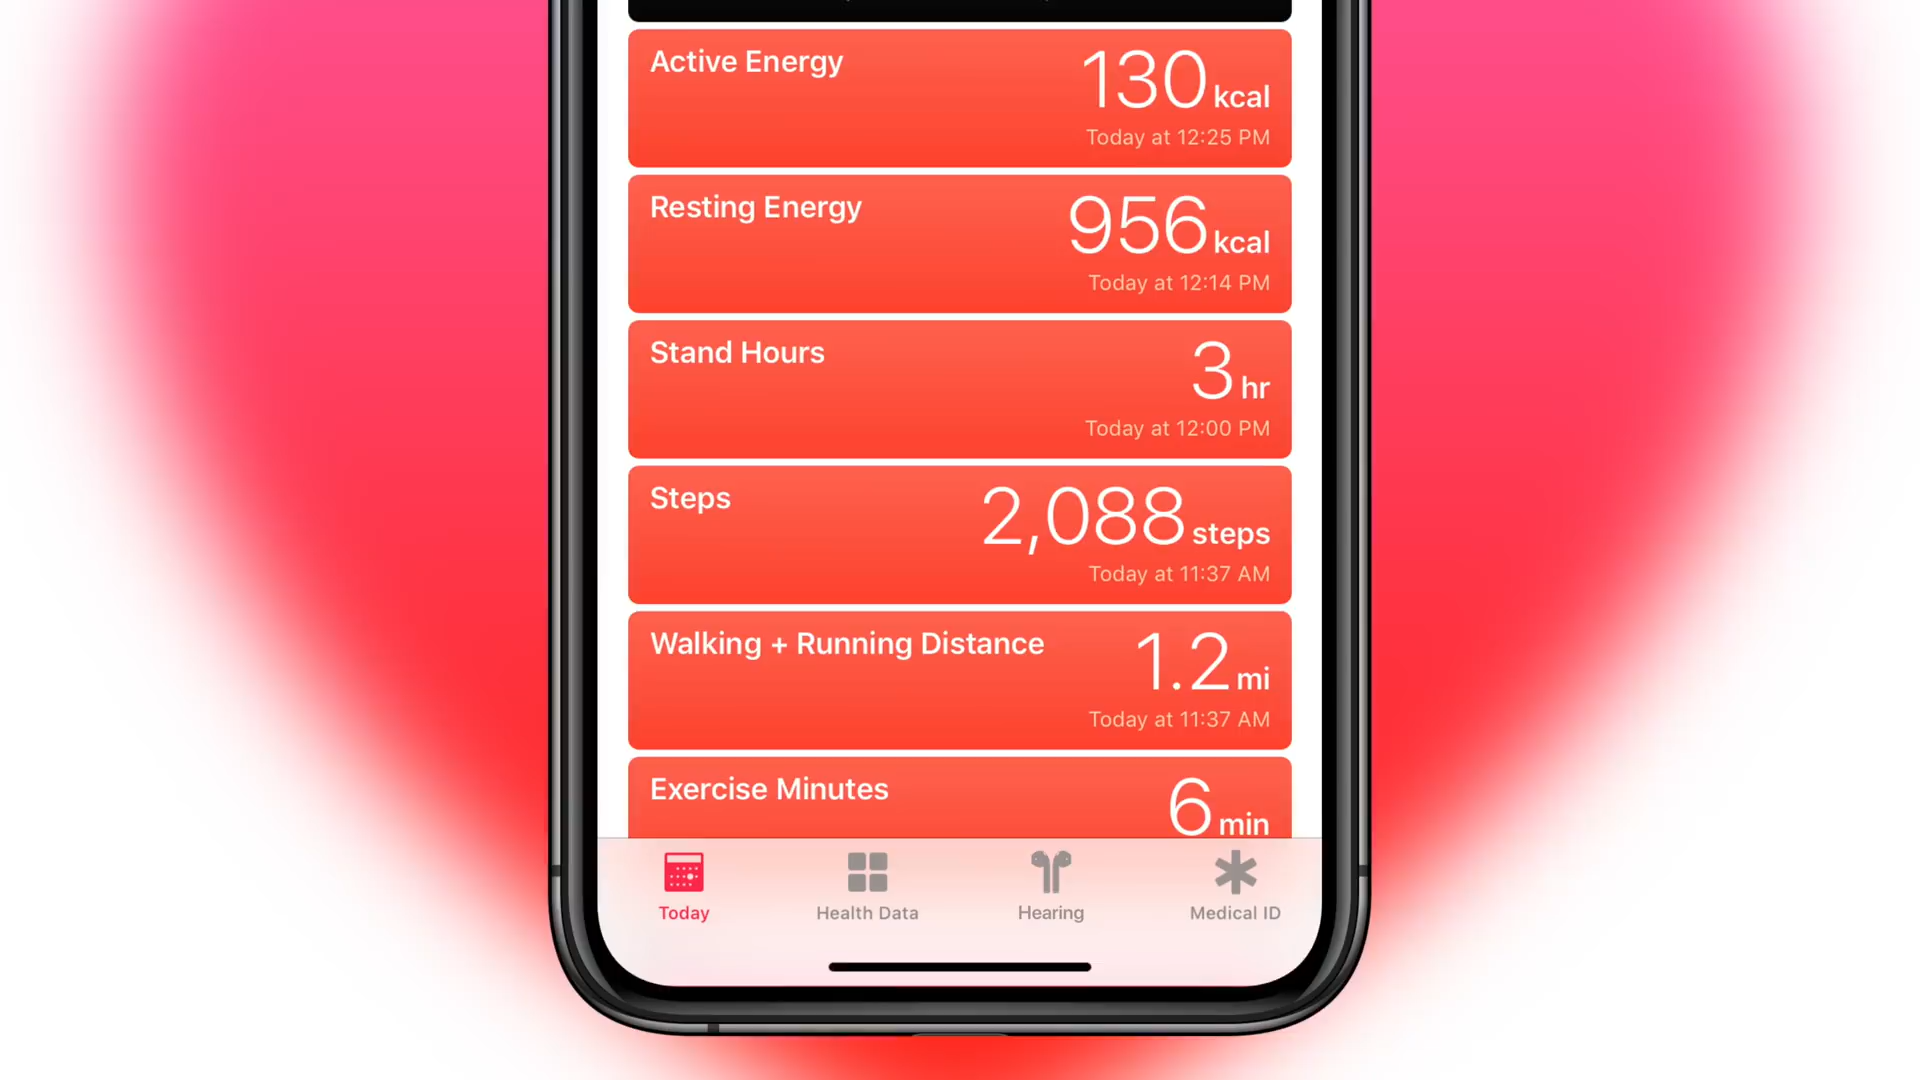 Active Energy
130 kcal
Today at 12:25 PM
Resting Energy
956 kcal
Today at 12:14 PM
Stand Hours
3 hr
Today at 12:00 PM
Steps
2,088 steps
Today at 11:37 AM
Walking + Running Distance
1.2 mi
Today at 11:37 AM
Exercise Minutes
6 min
Today
Health Data
Hearing
Medical ID